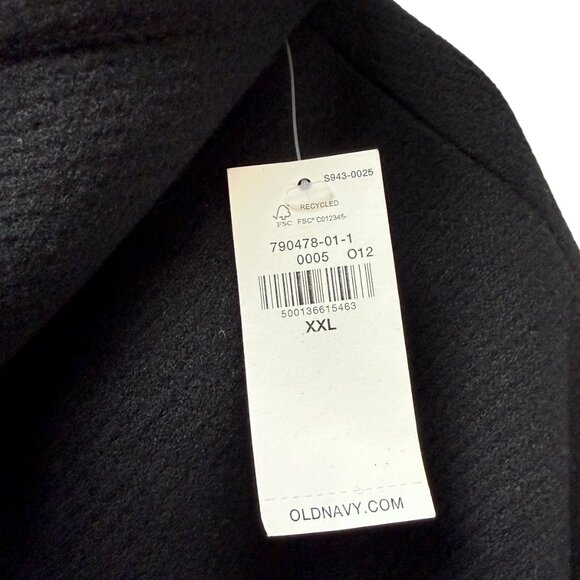 S943-0025
RECYCLED
FSC FSC® C012345-
790478-01-1
0005 O12
500136615463
XXL
OLDNAVY.COM